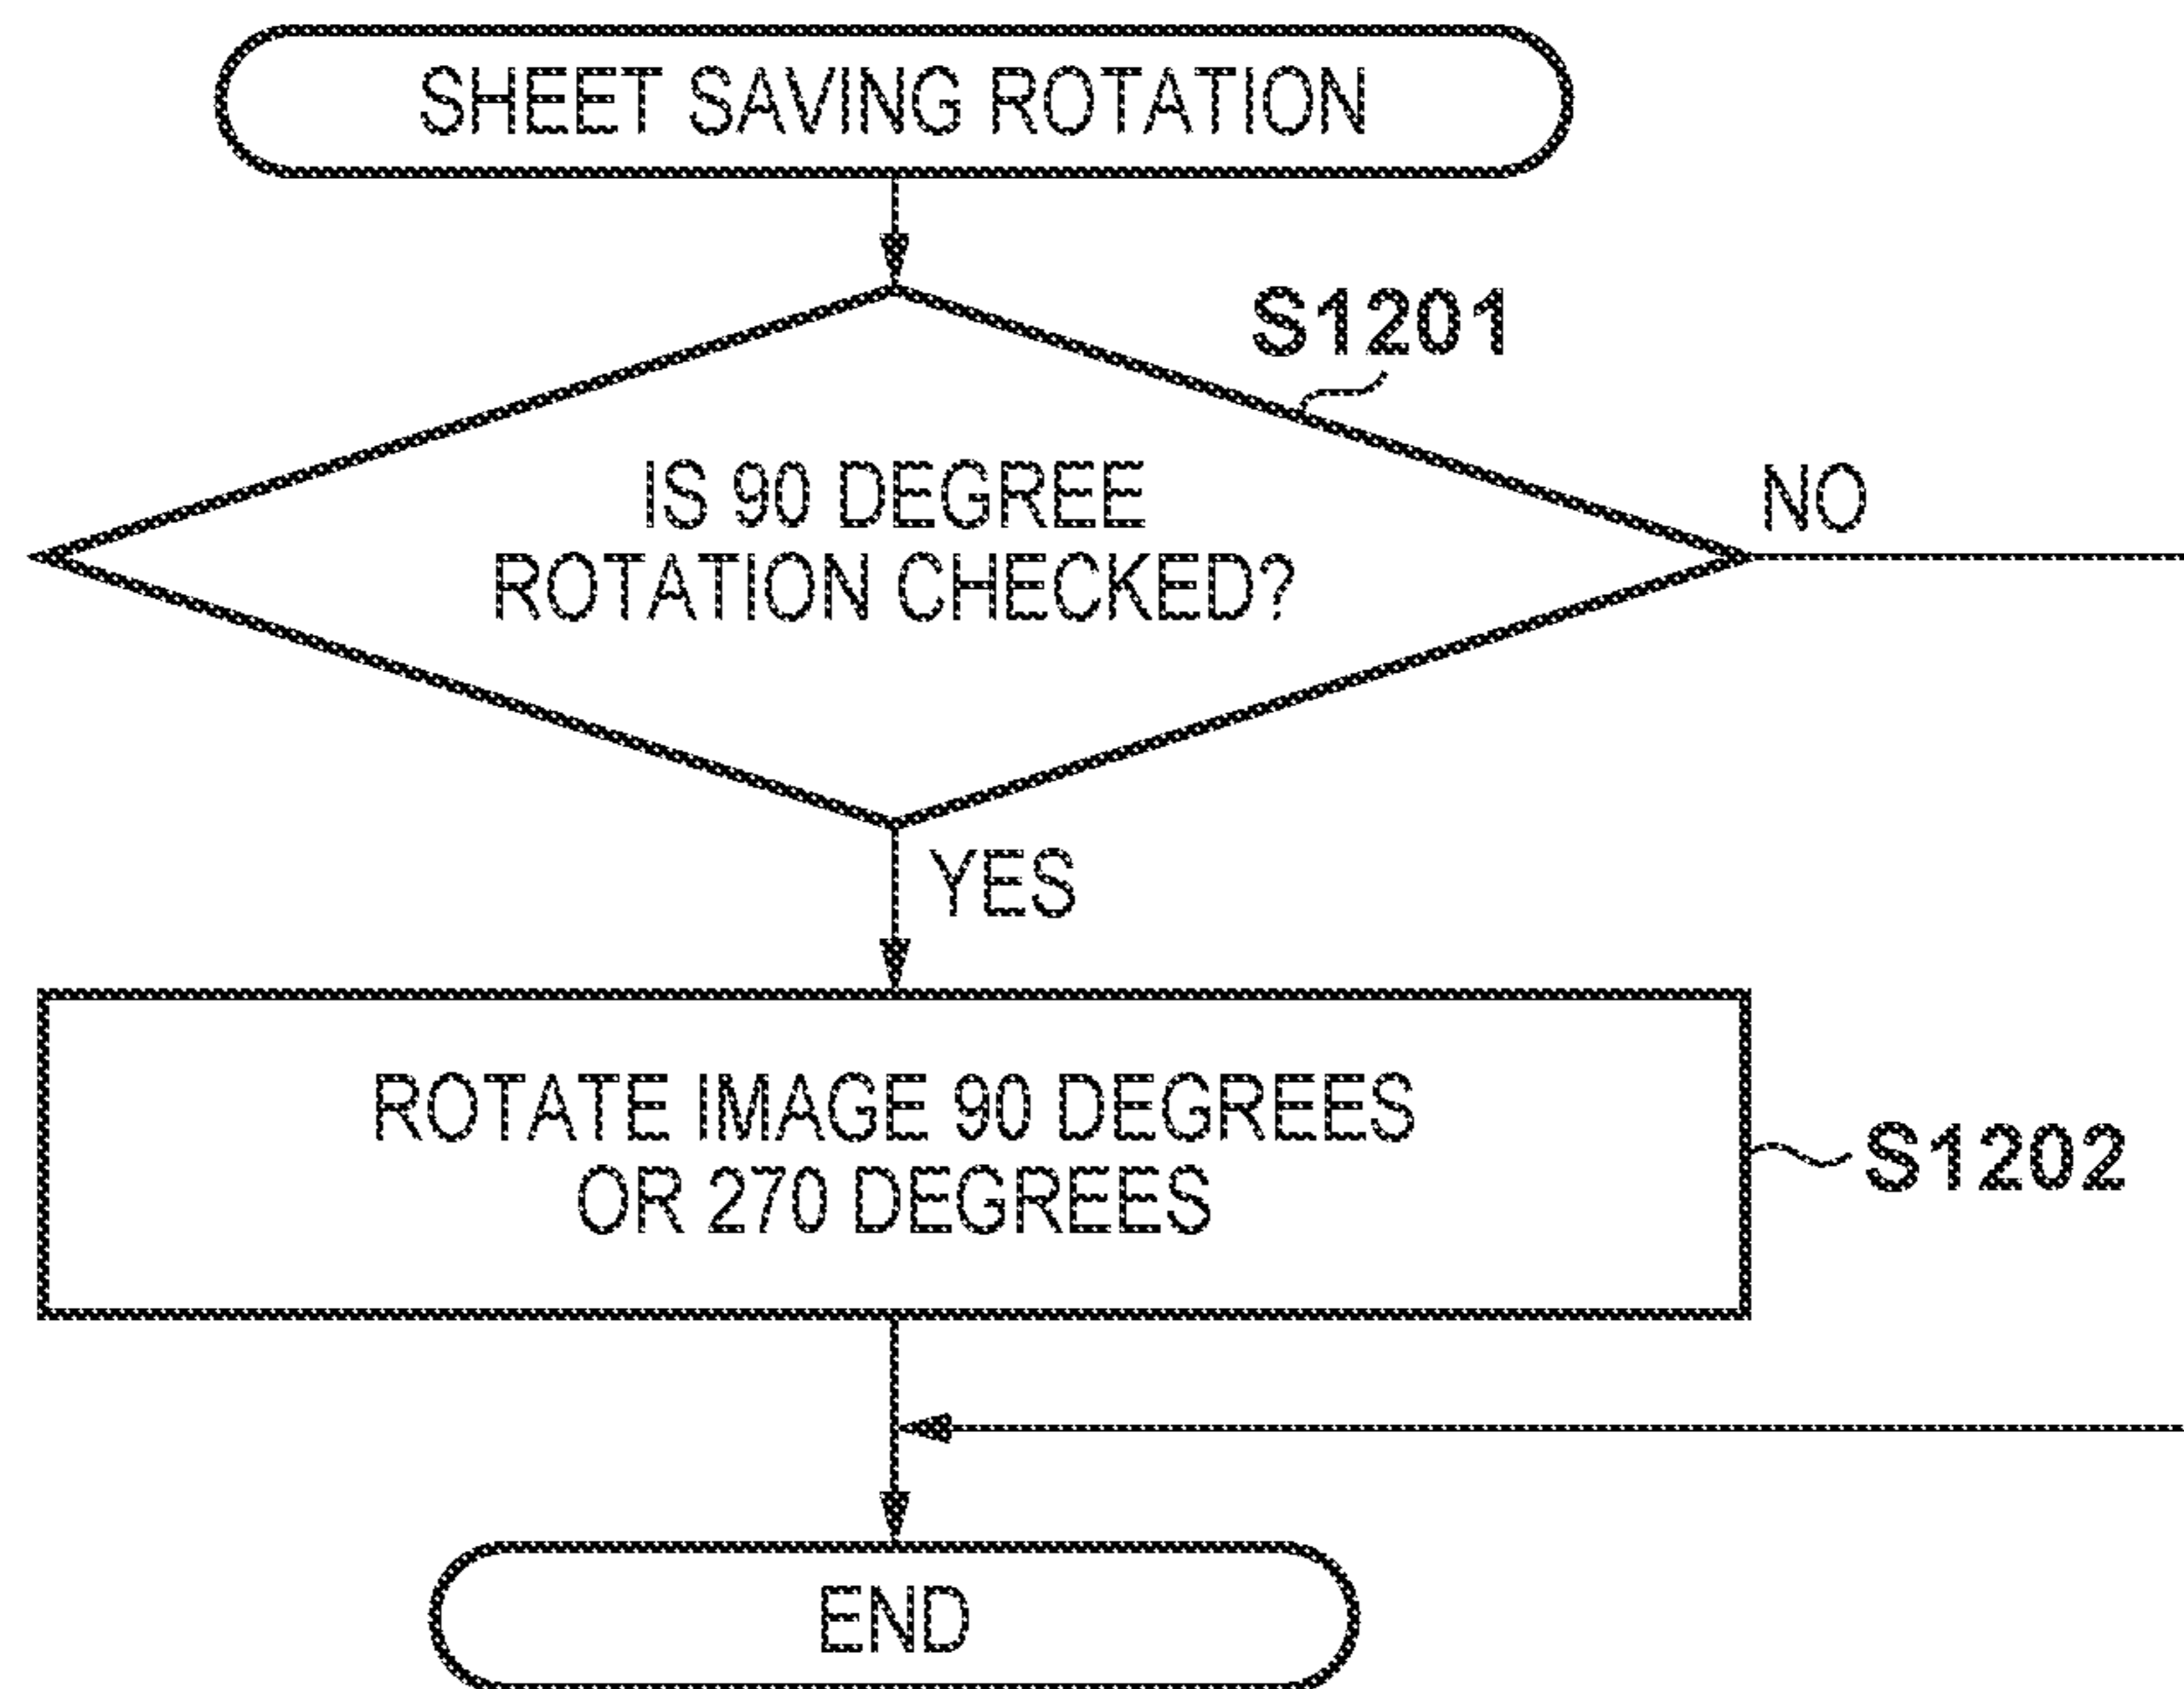 SHEET SAVING ROTATION
S1201
IS 90 DEGREE
ROTATION CHECKED?
NO
YES
ROTATE IMAGE 90 DEGREES
OR 270 DEGREES
S1202
END